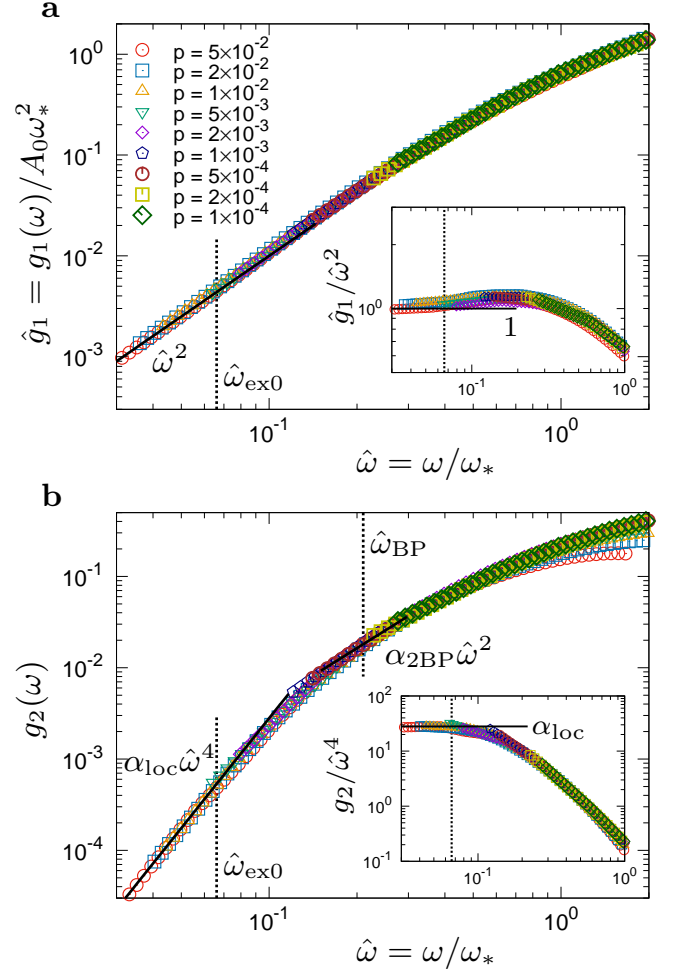 a
10⁰
10⁻¹
10⁻²
10⁻³
ĝ₁ = g₁(ω)/A₀ω²∗
p = 5×10⁻²
p = 2×10⁻²
p = 1×10⁻²
p = 5×10⁻³
p = 2×10⁻³
p = 1×10⁻³
p = 5×10⁻⁴
p = 2×10⁻⁴
p = 1×10⁻⁴
ω̂²
ω̂ex0
ĝ₁/ω̂²
10⁰
1
10⁻¹ 10⁰
10⁻¹ 10⁰
ω̂ = ω/ω∗
b
10⁻¹
10⁻²
10⁻³
10⁻⁴
g₂(ω)
ω̂BP
α2BPω̂²
αlocω̂⁴
ω̂ex0
g₂/ω̂⁴
10²
10¹
10⁰
10⁻¹
αloc
10⁻¹ 10⁰
10⁻¹ 10⁰
ω̂ = ω/ω∗